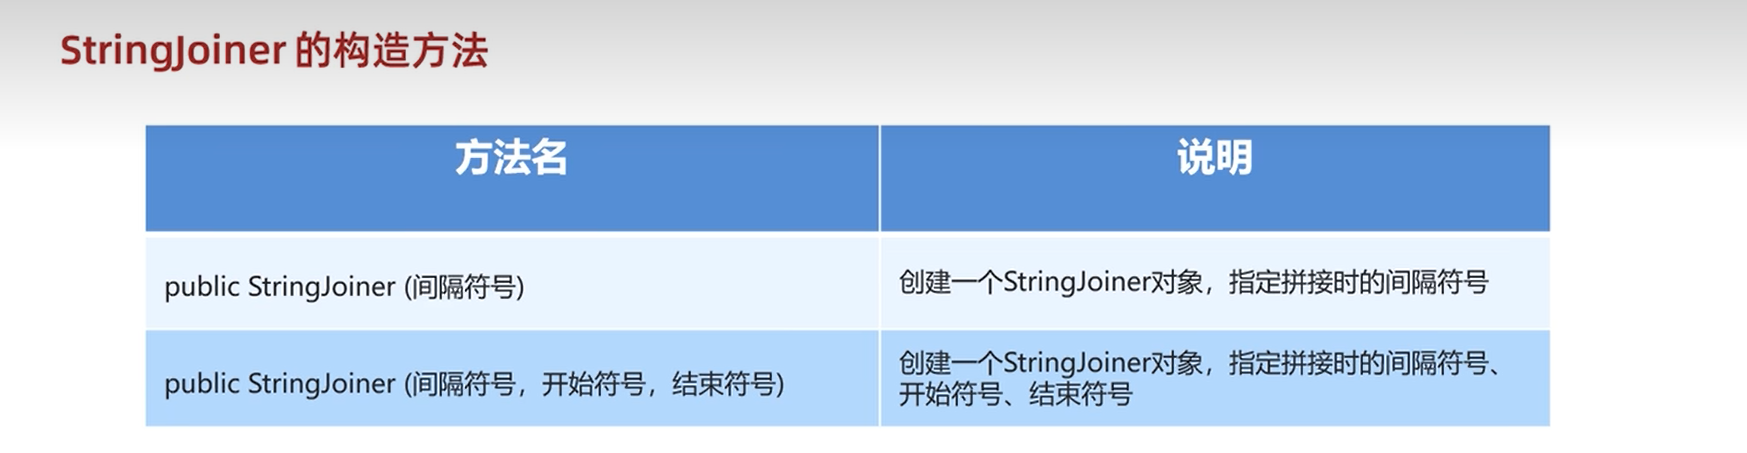 StringJoiner 的构造方法
方法名
说明
public StringJoiner (间隔符号)
创建一个StringJoiner对象，指定拼接时的间隔符号
public StringJoiner (间隔符号，开始符号，结束符号)
创建一个StringJoiner对象，指定拼接时的间隔符号、
开始符号、结束符号